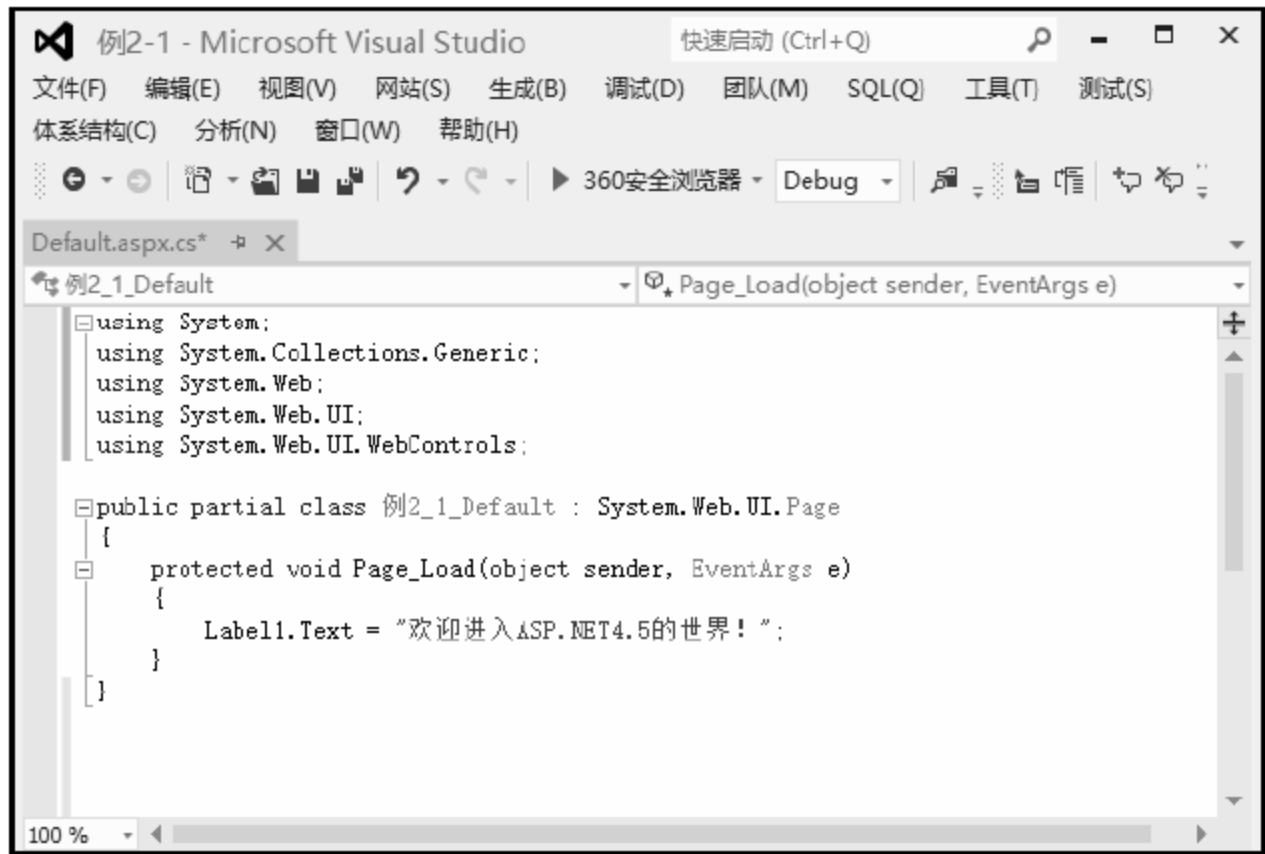 例2-1 - Microsoft Visual Studio 快速启动 (Ctrl+Q)
文件(F) 编辑(E) 视图(V) 网站(S) 生成(B) 调试(D) 团队(M) SQL(Q) 工具(T) 测试(S)
体系结构(C) 分析(N) 窗口(W) 帮助(H)
360安全浏览器 Debug
Default.aspx.cs*
例2_1_Default Page_Load(object sender, EventArgs e)
using System;
using System.Collections.Generic;
using System.Web;
using System.Web.UI;
using System.Web.UI.WebControls;
public partial class 例2_1_Default : System.Web.UI.Page
{
protected void Page_Load(object sender, EventArgs e)
{
Label1.Text = "欢迎进入ASP.NET4.5的世界！";
}
}
100 %